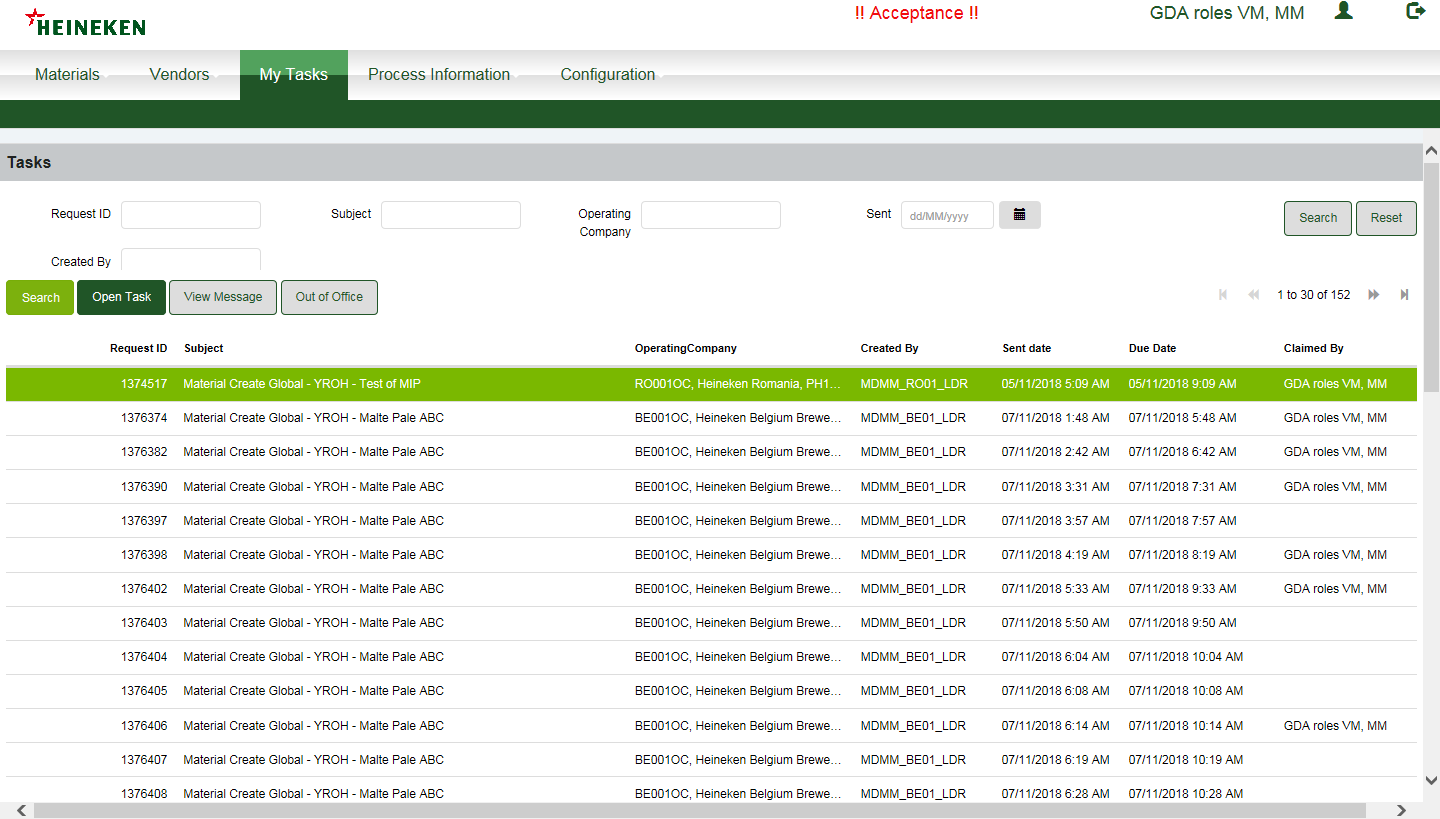 HEINEKEN !! Acceptance !! GDA roles VM, MM
Materials Vendors My Tasks Process Information Configuration
Tasks
Request ID Subject Operating Company Sent dd/MM/yyyy Search Reset
Created By
Search Open Task View Message Out of Office 1 to 30 of 152
Request ID Subject OperatingCompany Created By Sent date Due Date Claimed By
1374517 Material Create Global - YROH - Test of MIP RO001OC, Heineken Romania, PH1... MDMM_RO01_LDR 05/11/2018 5:09 AM 05/11/2018 9:09 AM GDA roles VM, MM
1376374 Material Create Global - YROH - Malte Pale ABC BE001OC, Heineken Belgium Brewe... MDMM_BE01_LDR 07/11/2018 1:48 AM 07/11/2018 5:48 AM GDA roles VM, MM
1376382 Material Create Global - YROH - Malte Pale ABC BE001OC, Heineken Belgium Brewe... MDMM_BE01_LDR 07/11/2018 2:42 AM 07/11/2018 6:42 AM GDA roles VM, MM
1376390 Material Create Global - YROH - Malte Pale ABC BE001OC, Heineken Belgium Brewe... MDMM_BE01_LDR 07/11/2018 3:31 AM 07/11/2018 7:31 AM GDA roles VM, MM
1376397 Material Create Global - YROH - Malte Pale ABC BE001OC, Heineken Belgium Brewe... MDMM_BE01_LDR 07/11/2018 3:57 AM 07/11/2018 7:57 AM
1376398 Material Create Global - YROH - Malte Pale ABC BE001OC, Heineken Belgium Brewe... MDMM_BE01_LDR 07/11/2018 4:19 AM 07/11/2018 8:19 AM GDA roles VM, MM
1376402 Material Create Global - YROH - Malte Pale ABC BE001OC, Heineken Belgium Brewe... MDMM_BE01_LDR 07/11/2018 5:33 AM 07/11/2018 9:33 AM GDA roles VM, MM
1376403 Material Create Global - YROH - Malte Pale ABC BE001OC, Heineken Belgium Brewe... MDMM_BE01_LDR 07/11/2018 5:50 AM 07/11/2018 9:50 AM
1376404 Material Create Global - YROH - Malte Pale ABC BE001OC, Heineken Belgium Brewe... MDMM_BE01_LDR 07/11/2018 6:04 AM 07/11/2018 10:04 AM
1376405 Material Create Global - YROH - Malte Pale ABC BE001OC, Heineken Belgium Brewe... MDMM_BE01_LDR 07/11/2018 6:08 AM 07/11/2018 10:08 AM
1376406 Material Create Global - YROH - Malte Pale ABC BE001OC, Heineken Belgium Brewe... MDMM_BE01_LDR 07/11/2018 6:14 AM 07/11/2018 10:14 AM GDA roles VM, MM
1376407 Material Create Global - YROH - Malte Pale ABC BE001OC, Heineken Belgium Brewe... MDMM_BE01_LDR 07/11/2018 6:19 AM 07/11/2018 10:19 AM
1376408 Material Create Global - YROH - Malte Pale ABC BE001OC, Heineken Belgium Brewe... MDMM_BE01_LDR 07/11/2018 6:28 AM 07/11/2018 10:28 AM